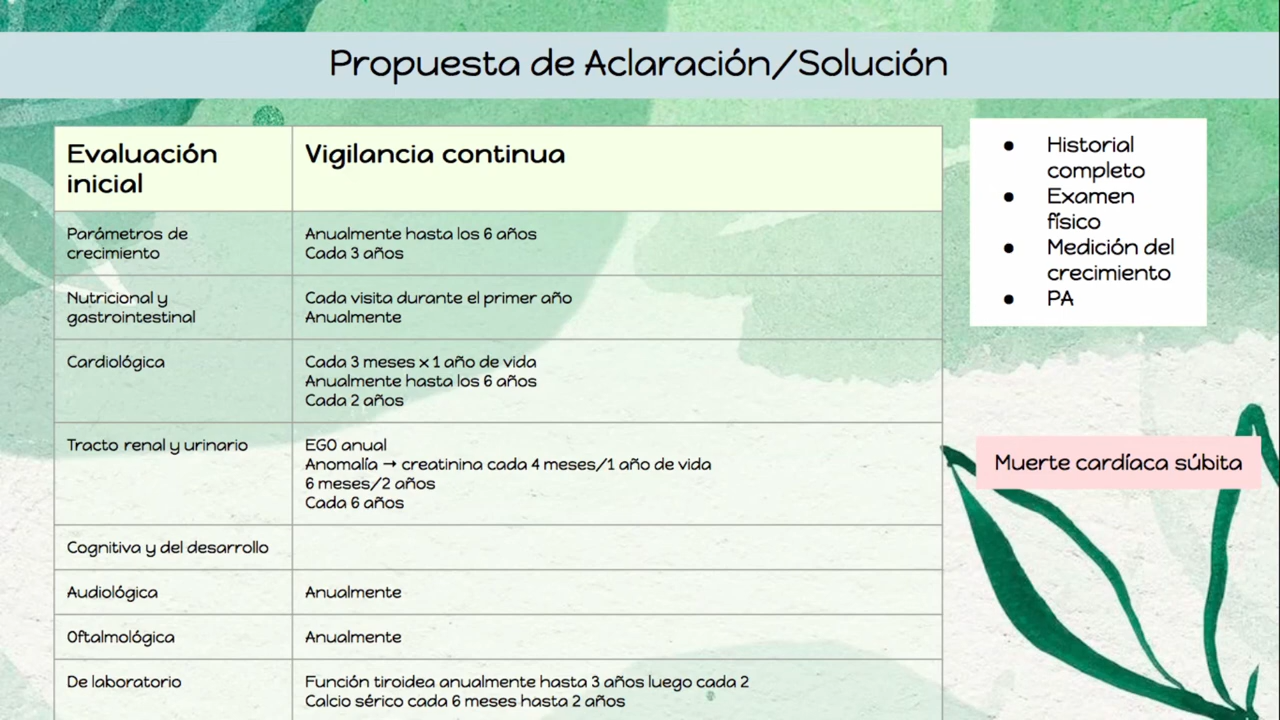 Propuesta de Aclaración/Solución
Evaluación
inicial
Vigilancia continua
Parámetros de
crecimiento
Anualmente hasta los 6 años
Cada 3 años
Nutricional y
gastrointestinal
Cada visita durante el primer año
Anualmente
Cardiológica
Cada 3 meses x 1 año de vida
Anualmente hasta los 6 años
Cada 2 años
Tracto renal y urinario
EGO anual
Anomalía → creatinina cada 4 meses/1 año de vida
6 meses/2 años
Cada 6 años
Cognitiva y del desarrollo
Audiológica
Anualmente
Oftalmológica
Anualmente
De laboratorio
Función tiroidea anualmente hasta 3 años luego cada 2
Calcio sérico cada 6 meses hasta 2 años
● Historial
completo
● Examen
físico
● Medición del
crecimiento
● PA
Muerte cardíaca súbita